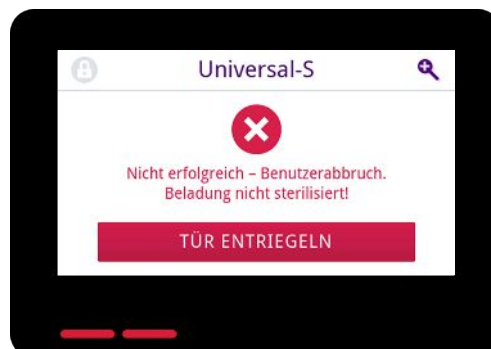 Universal-S
Nicht erfolgreich – Benutzerabbruch.
Beladung nicht sterilisiert!
TÜR ENTRIEGELN